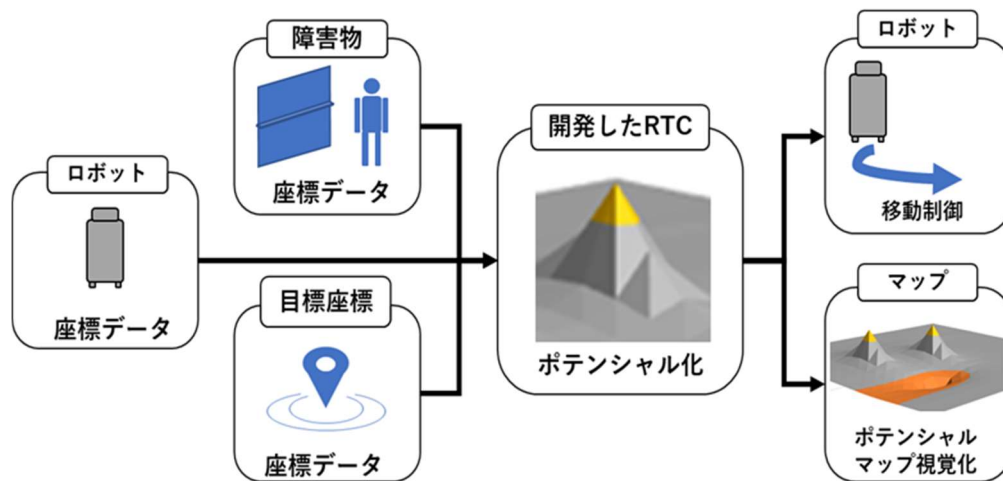 ロボット
座標データ
障害物
座標データ
目標座標
座標データ
開発したRTC
ポテンシャル化
ロボット
移動制御
マップ
ポテンシャル
マップ視覚化